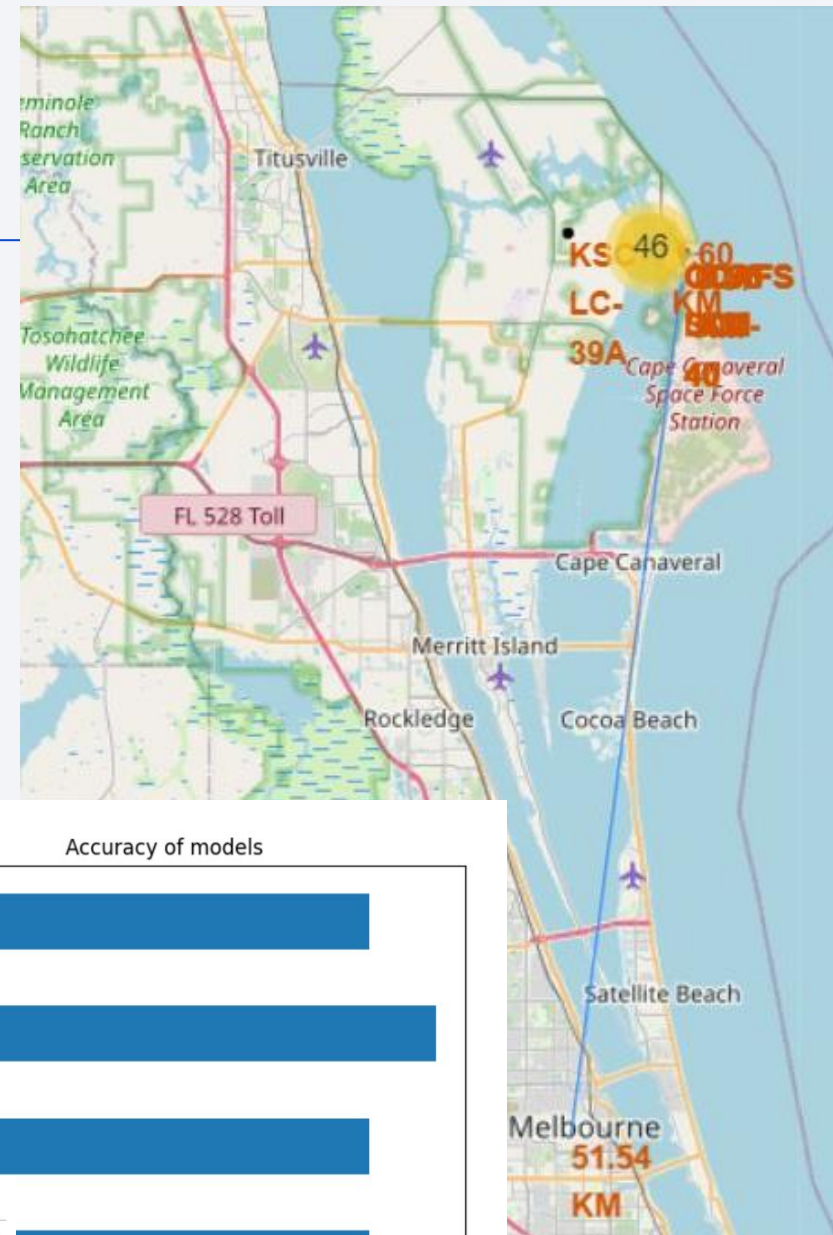 eminole
Ranch
servation
Area
Titusville
46
KSC
60
LC-
KM
39A
40
Tosohatchee
Wildlife
Management
Area
Cape Canaveral
Space Force
Station
FL 528 Toll
Cape Canaveral
Merritt Island
Rockledge
Cocoa Beach
Accuracy of models
Satellite Beach
Melbourne
51.54
KM